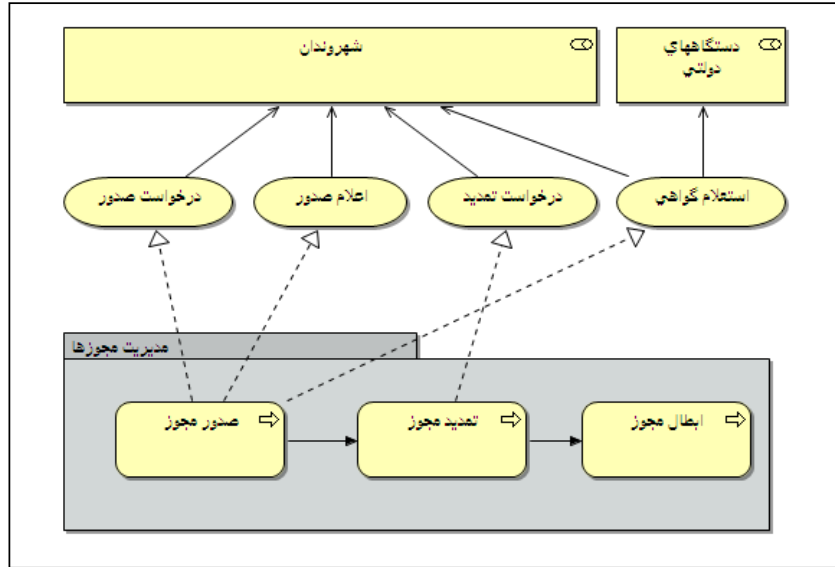 شهروندان
دستگاههاي
دولتي
درخواست صدور
اعلام صدور
درخواست تمديد
استعلام گواهي
مديريت مجوزها
صدور مجوز
تمديد مجوز
ابطال مجوز